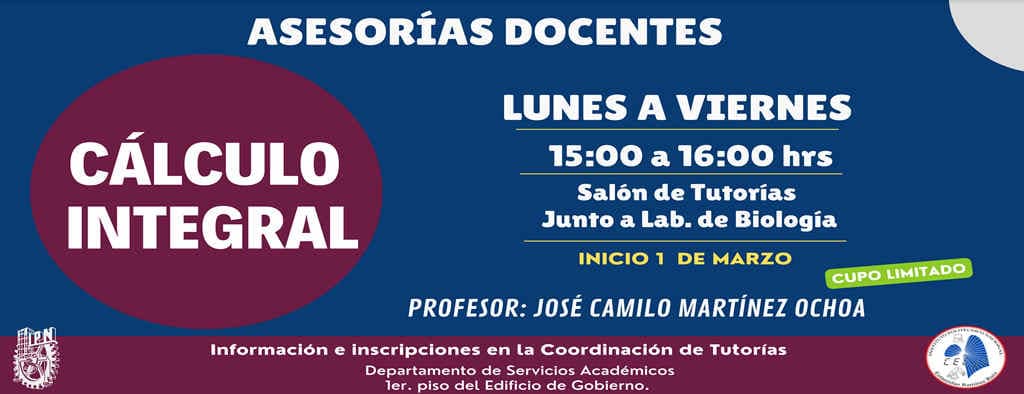 ASESORÍAS DOCENTES
CÁLCULO
INTEGRAL
LUNES A VIERNES
15:00 a 16:00 hrs
Salón de Tutorías
Junto a Lab. de Biología
INICIO 1 DE MARZO
CUPO LIMITADO
PROFESOR: JOSÉ CAMILO MARTÍNEZ OCHOA
IPN
Información e inscripciones en la Coordinación de Tutorías
Departamento de Servicios Académicos
1er. piso del Edificio de Gobierno.